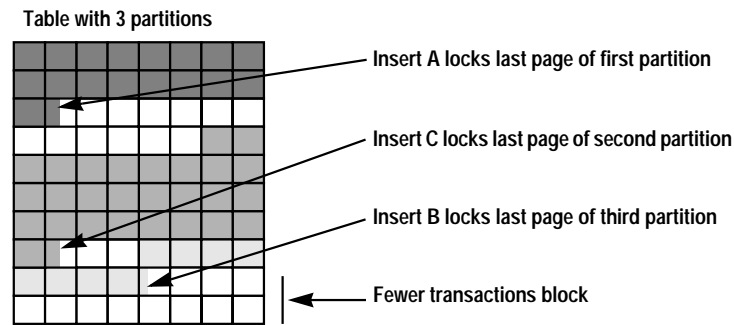 Table with 3 partitions
Insert A locks last page of first partition
Insert C locks last page of second partition
Insert B locks last page of third partition
Fewer transactions block